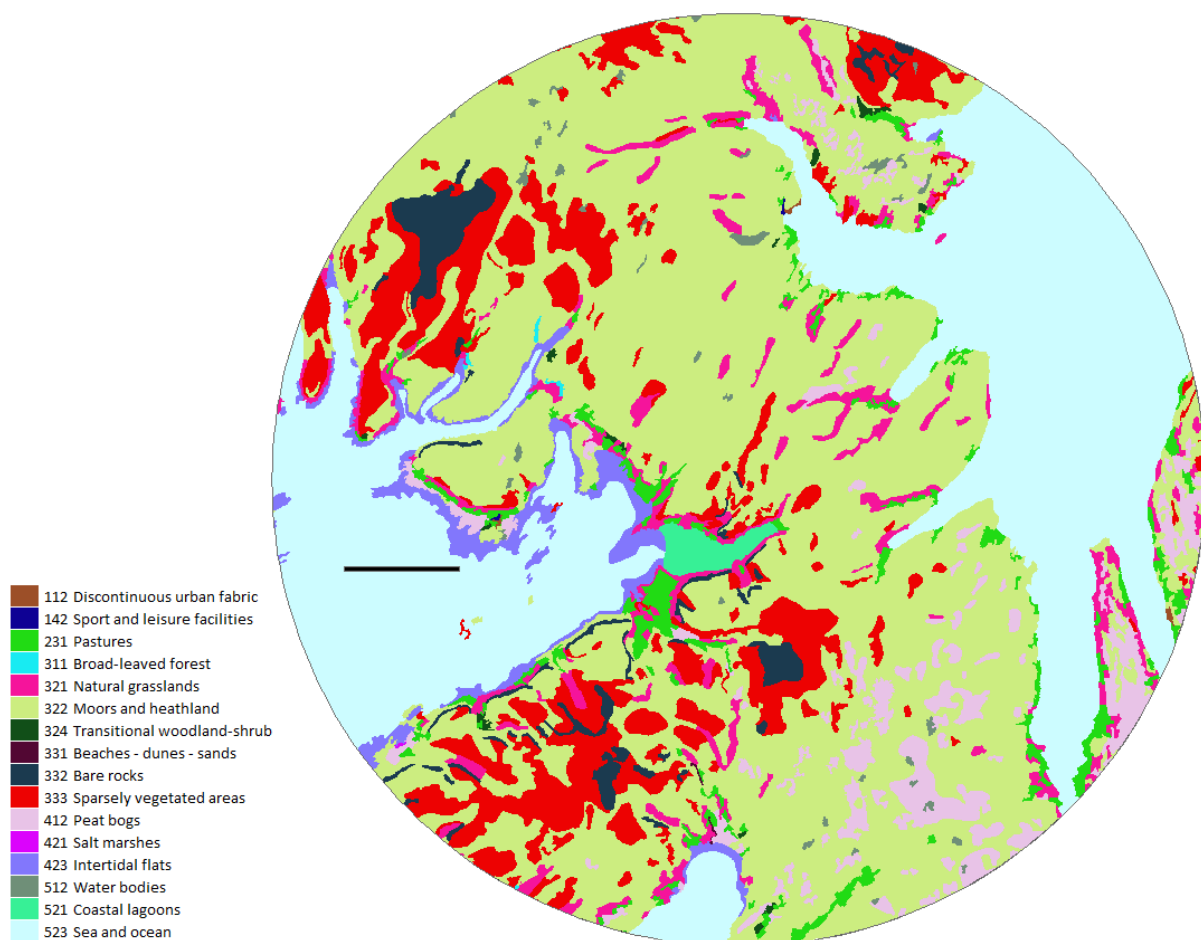 112 Discontinuous urban fabric
142 Sport and leisure facilities
231 Pastures
311 Broad-leaved forest
321 Natural grasslands
322 Moors and heathland
324 Transitional woodland-shrub
331 Beaches - dunes - sands
332 Bare rocks
333 Sparsely vegetated areas
412 Peat bogs
421 Salt marshes
423 Intertidal flats
512 Water bodies
521 Coastal lagoons
523 Sea and ocean